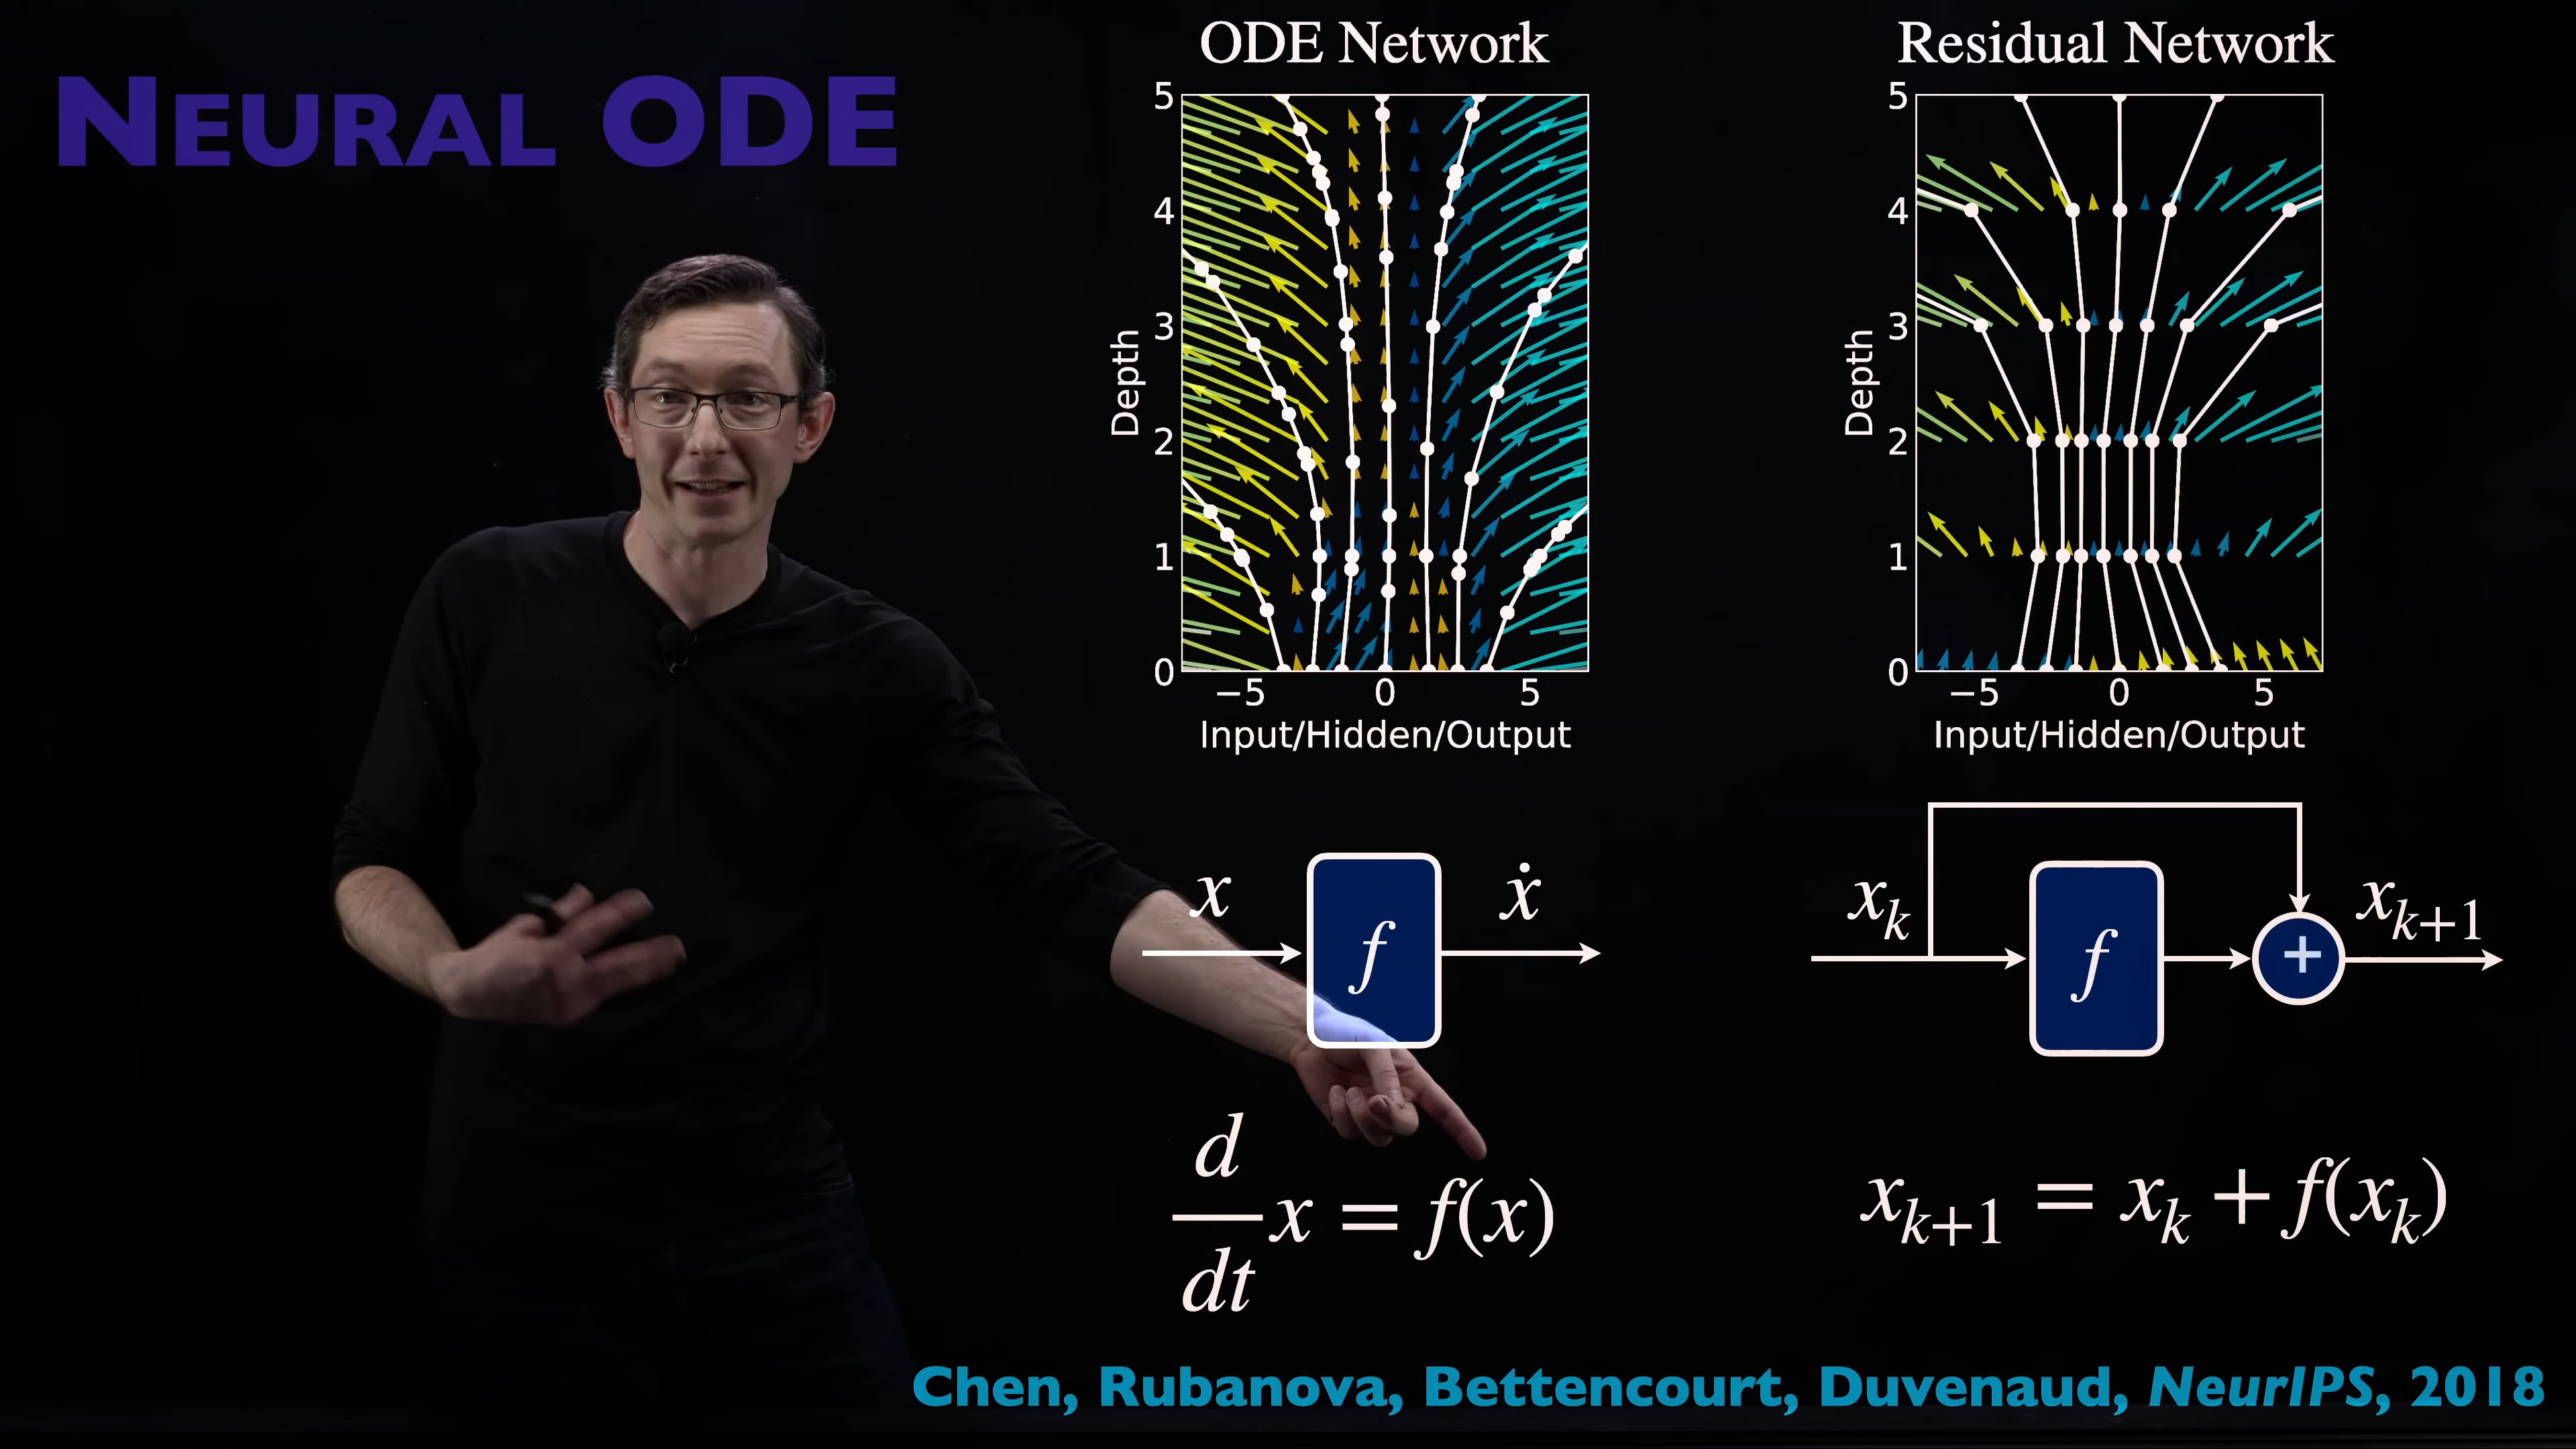 NEURAL ODE
ODE Network
5
4
3
2
1
0
Depth
−5 0 5
Input/Hidden/Output
Residual Network
5
4
3
2
1
0
Depth
−5 0 5
Input/Hidden/Output
x f ẋ
x_k f + x_{k+1}
d/dt x = f(x)
x_{k+1} = x_k + f(x_k)
Chen, Rubanova, Bettencourt, Duvenaud, NeurIPS, 2018